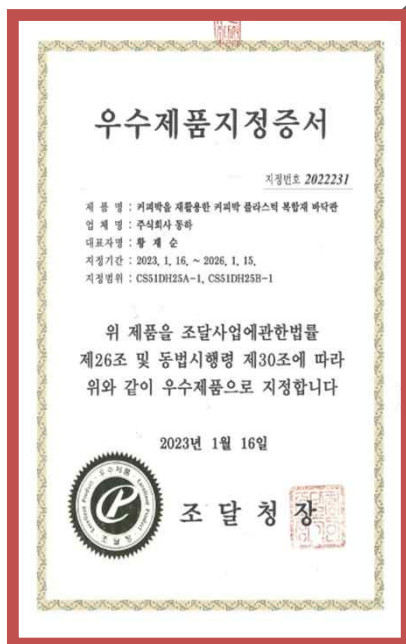 우수제품지정증서
지정번호 2022231
제 품 명 : 커피박을 재활용한 커피박 플라스틱 복합재 바닥판
업 체 명 : 주식회사 동하
대표자명 : 황 재 순
지정기간 : 2023. 1. 16. ~ 2026. 1. 15.
지정범위 : CS51DH25A-1, CS51DH25B-1
위 제품을 조달사업에관한법률
제26조 및 동법시행령 제30조에 따라
위와 같이 우수제품으로 지정합니다
2023년 1월 16일
우수제품
조 달 청 장